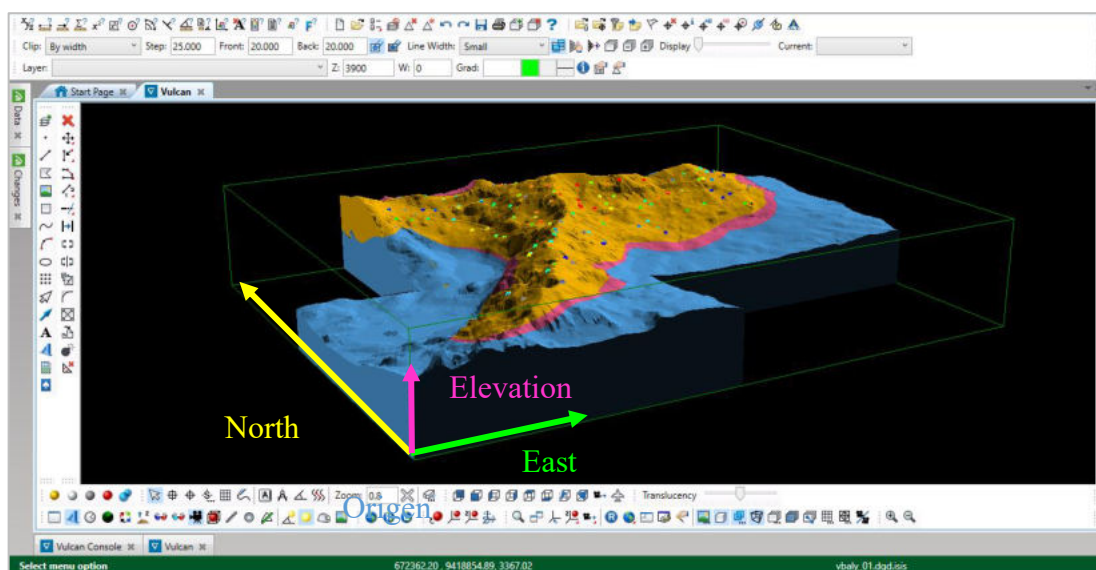 Clip: By width Step: 25.000 Front: 20.000 Back: 20.000 Line Width: Small Display Current:
Layer: Z: 3900 W: 0 Grad:
Start Page Vulcan
Data
Changes
Elevation
North
East
Zoom: 0.8 Translucency
Origen
Vulcan Console Vulcan
Select menu option 672362.20 , 9418854.89, 3367.02 vbaly_01.dgd.isis